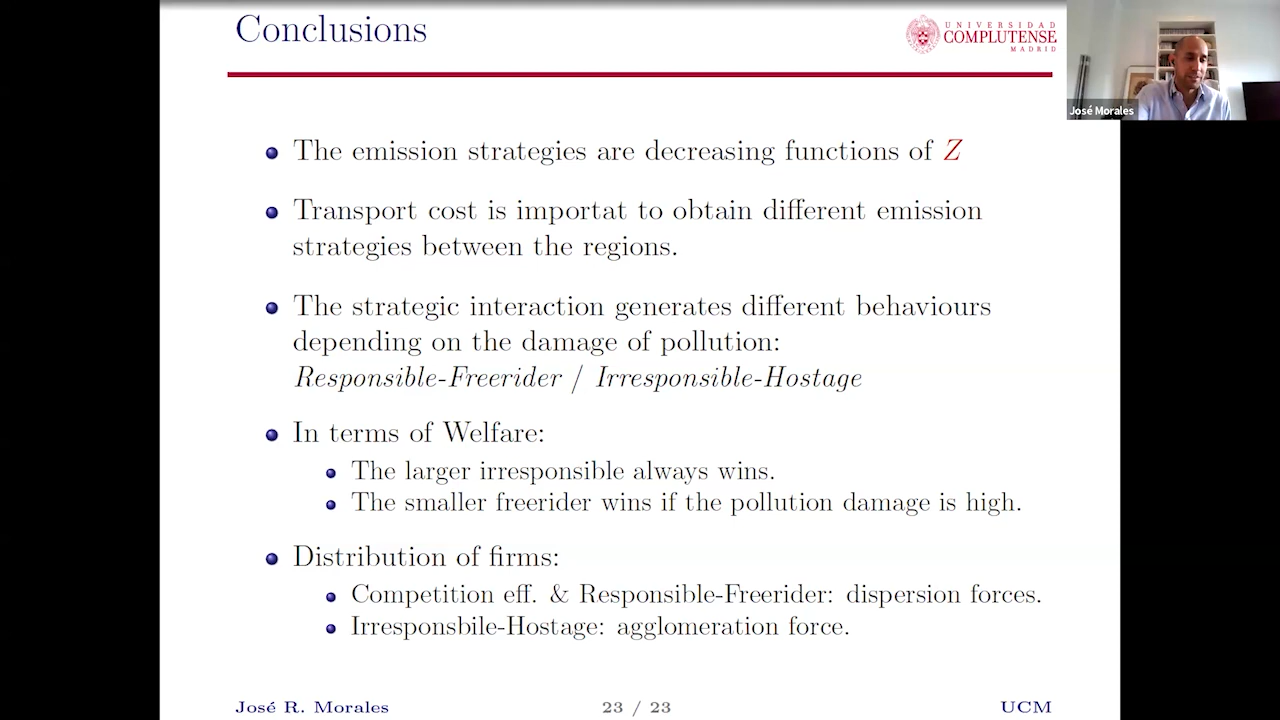 Conclusions
UNIVERSIDAD
COMPLUTENSE
MADRID
José Morales
The emission strategies are decreasing functions of Z
Transport cost is importat to obtain different emission
strategies between the regions.
The strategic interaction generates different behaviours
depending on the damage of pollution:
Responsible-Freerider / Irresponsible-Hostage
In terms of Welfare:
The larger irresponsible always wins.
The smaller freerider wins if the pollution damage is high.
Distribution of firms:
Competition eff. & Responsible-Freerider: dispersion forces.
Irresponsbile-Hostage: agglomeration force.
José R. Morales
23 / 23
UCM